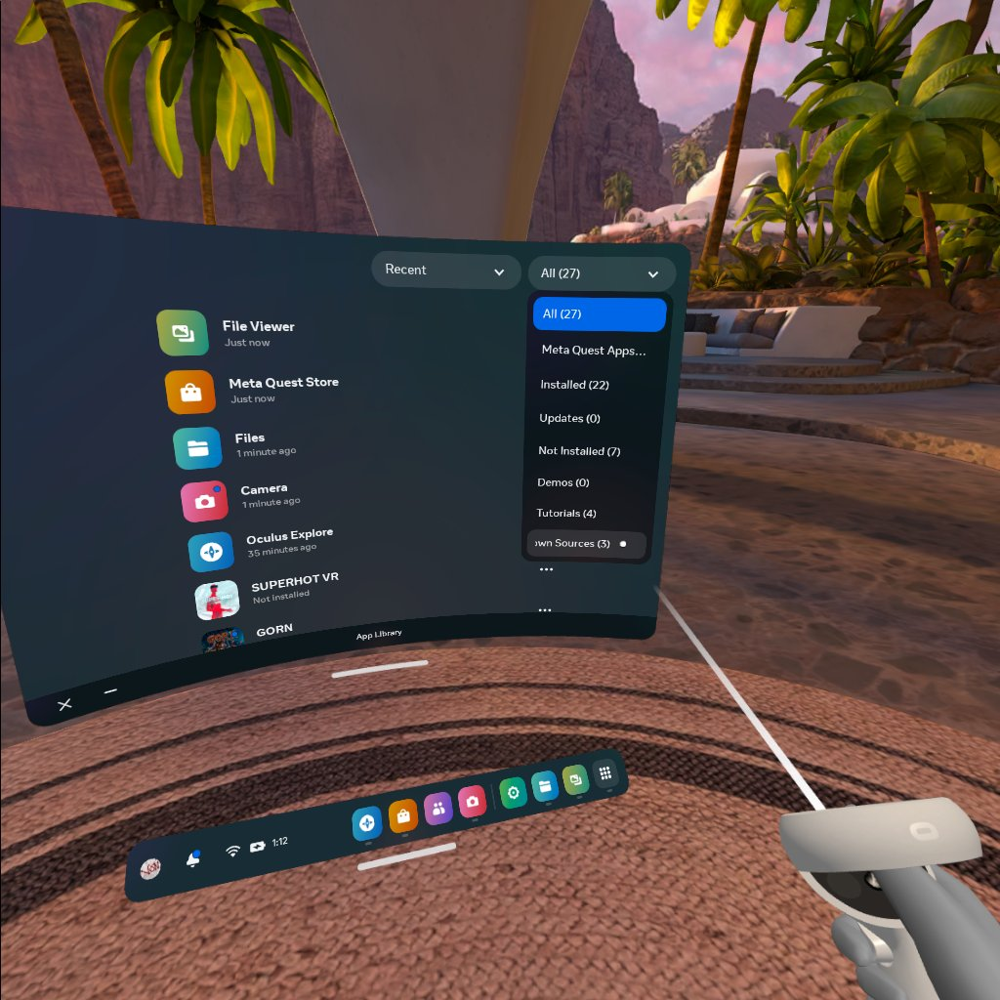 Recent
All (27)
All (27)
Meta Quest Apps...
Installed (22)
Updates (0)
Not Installed (7)
Demos (0)
Tutorials (4)
Sources (3)
File Viewer
Just now
Meta Quest Store
Just now
Files
1 minute ago
Camera
1 minute ago
Oculus Explore
35 minutes ago
SUPERHOT VR
Not Installed
GORN
App Library
1:12